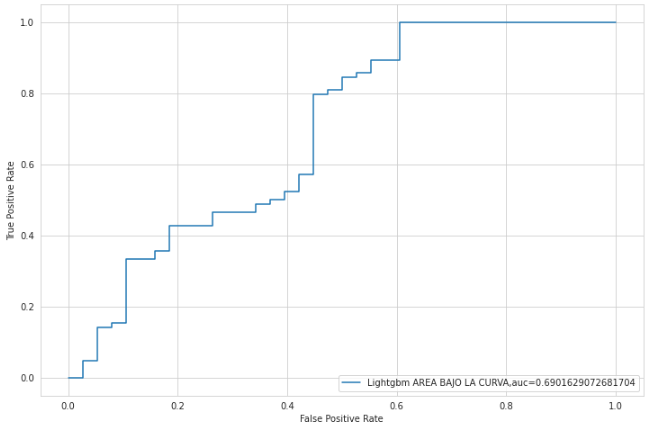 1.0
0.8
0.6
0.4
0.2
0.0
True Positive Rate
Lightgbm AREA BAJO LA CURVA,auc=0.6901629072681704
0.0 0.2 0.4 0.6 0.8 1.0
False Positive Rate